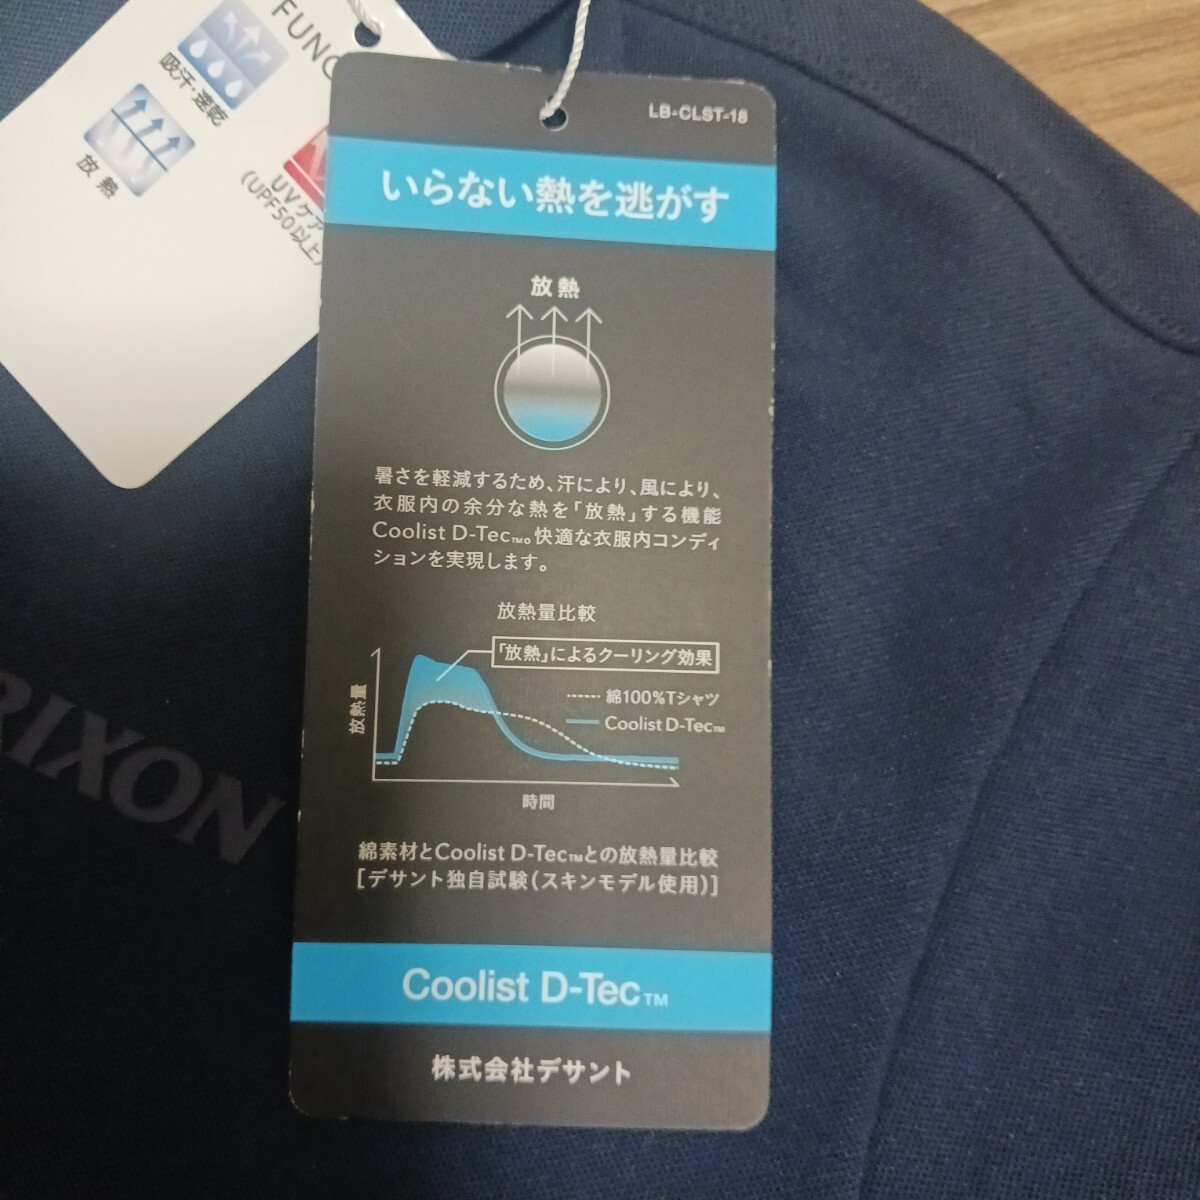 FUNC
吸汗・速乾
放熱
UVケア
(UPF50以上)
LB-CLST-18
いらない熱を逃がす
放熱
暑さを軽減するため、汗により、風により、
衣服内の余分な熱を「放熱」する機能
Coolist D-Tec™。快適な衣服内コンディ
ションを実現します。
放熱量比較
「放熱」によるクーリング効果
綿100%Tシャツ
Coolist D-Tec™
放熱量
時間
綿素材とCoolist D-Tec™との放熱量比較
[デサント独自試験(スキンモデル使用)]
Coolist D-Tec™
株式会社デサント
RIXON